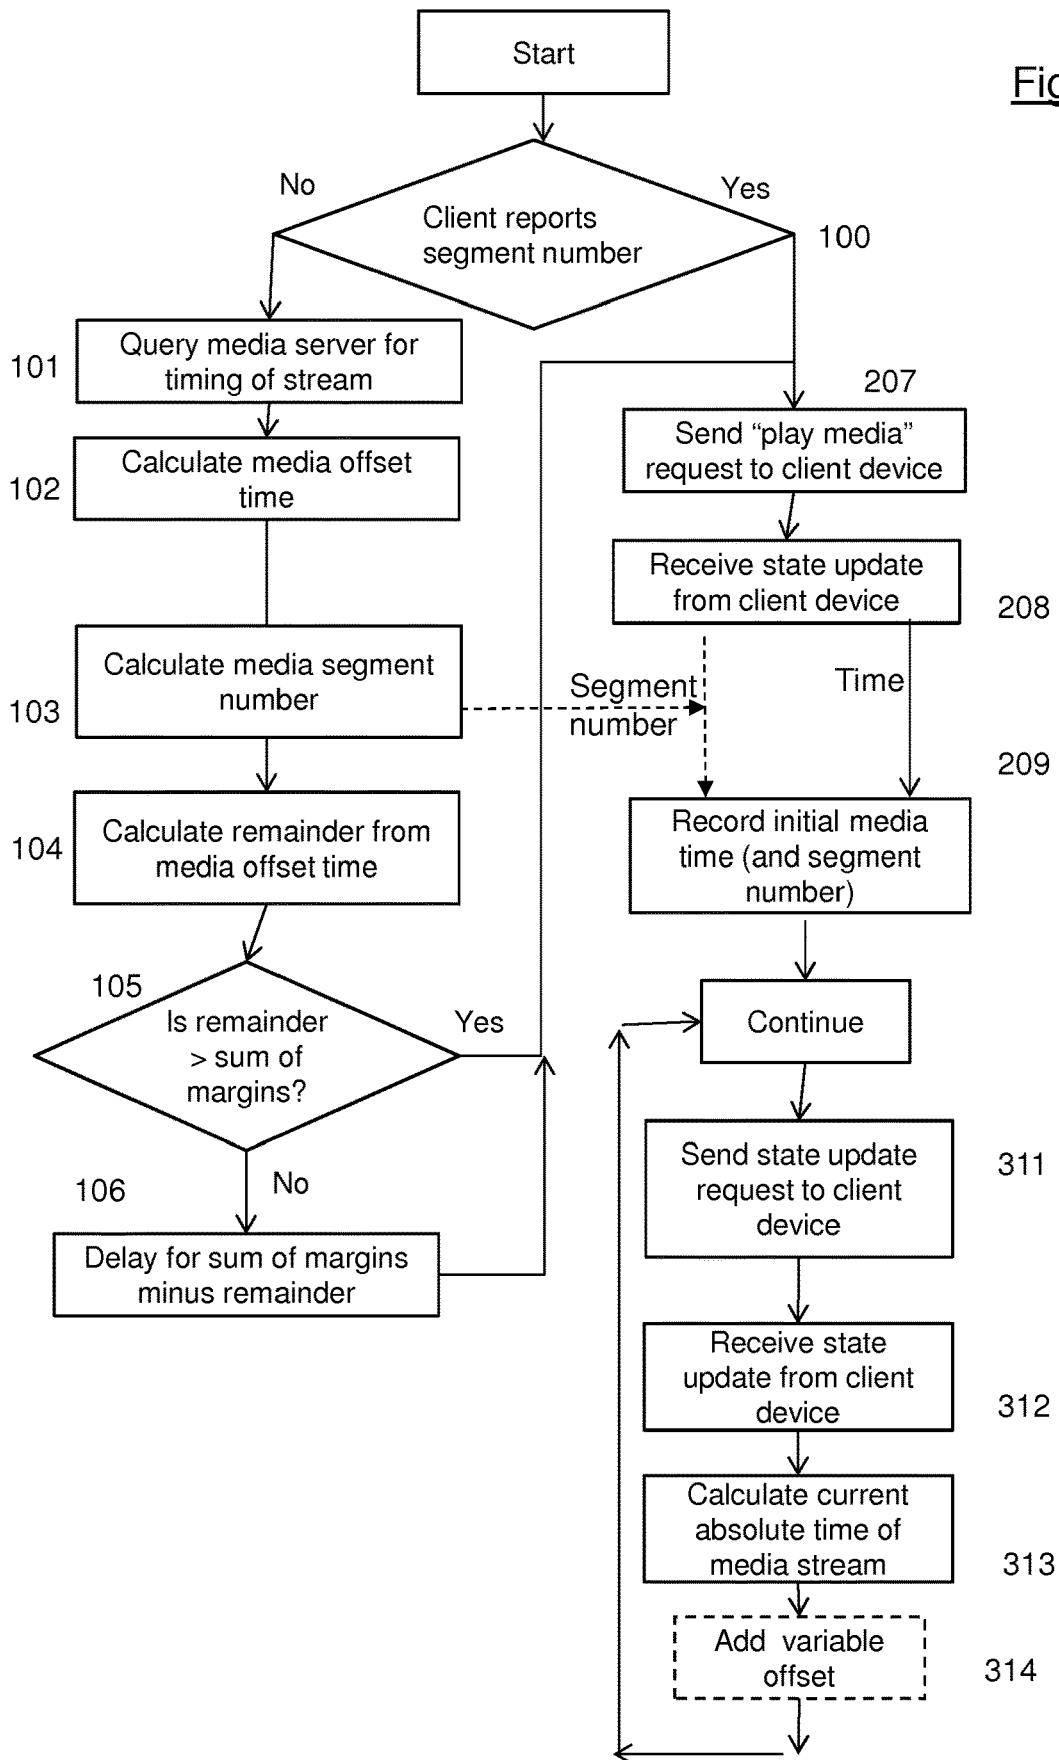 Start
Fig
No
Yes
Client reports
segment number
100
101
Query media server for
timing of stream
207
102
Calculate media offset
time
Send “play media”
request to client device
Receive state update
from client device
208
103
Calculate media segment
number
Segment
number
Time
209
104
Calculate remainder from
media offset time
Record initial media
time (and segment
number)
105
Is remainder
> sum of
margins?
Yes
Continue
No
106
Delay for sum of margins
minus remainder
Send state update
request to client
device
311
Receive state
update from client
device
312
Calculate current
absolute time of
media stream
313
Add variable
offset
314